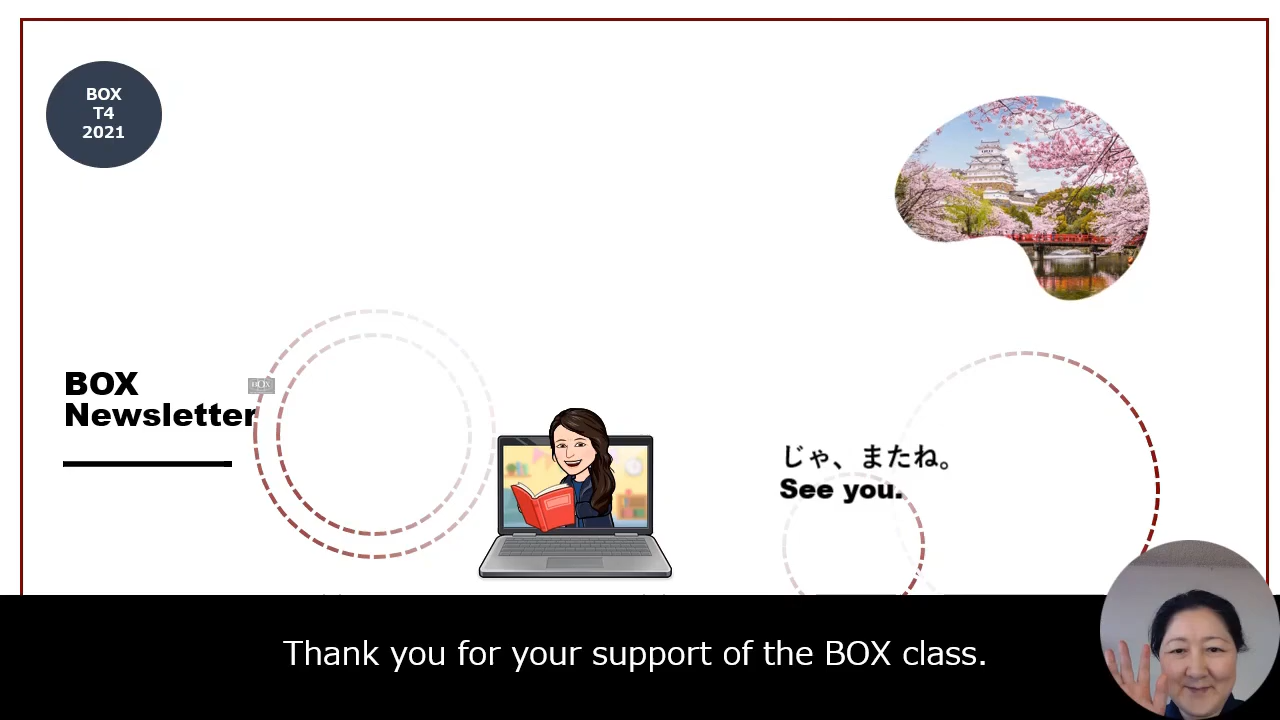 BOX
T4
2021
BOX
Newsletter
BOX
じゃ、またね。
See you.
Thank you for your support of the BOX class.